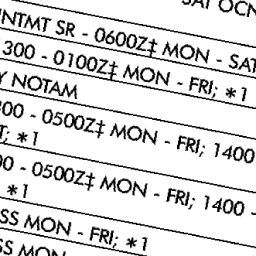 SAT OCN
NTMT SR - 0600Z‡ MON - SAT
300 - 0100Z‡ MON - FRI; *1
Y NOTAM
00 - 0500Z‡ MON - FRI; 1400
T; *1
00 - 0500Z‡ MON - FRI; 1400 -
*1
SS MON - FRI; *1
SS MON